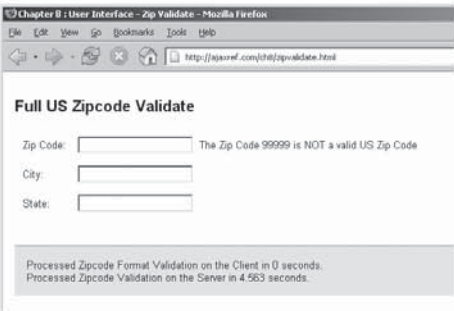 Chapter 8 : User Interface - Zip Validate - Mozilla Firefox
File Edit View Go Bookmarks Tools Help
http://ajaxref.com/ch8/zipvalidate.html
Full US Zipcode Validate
Zip Code: The Zip Code 99999 is NOT a valid US Zip Code
City:
State:
Processed Zipcode Format Validation on the Client in 0 seconds.
Processed Zipcode Validation on the Server in 4.563 seconds.